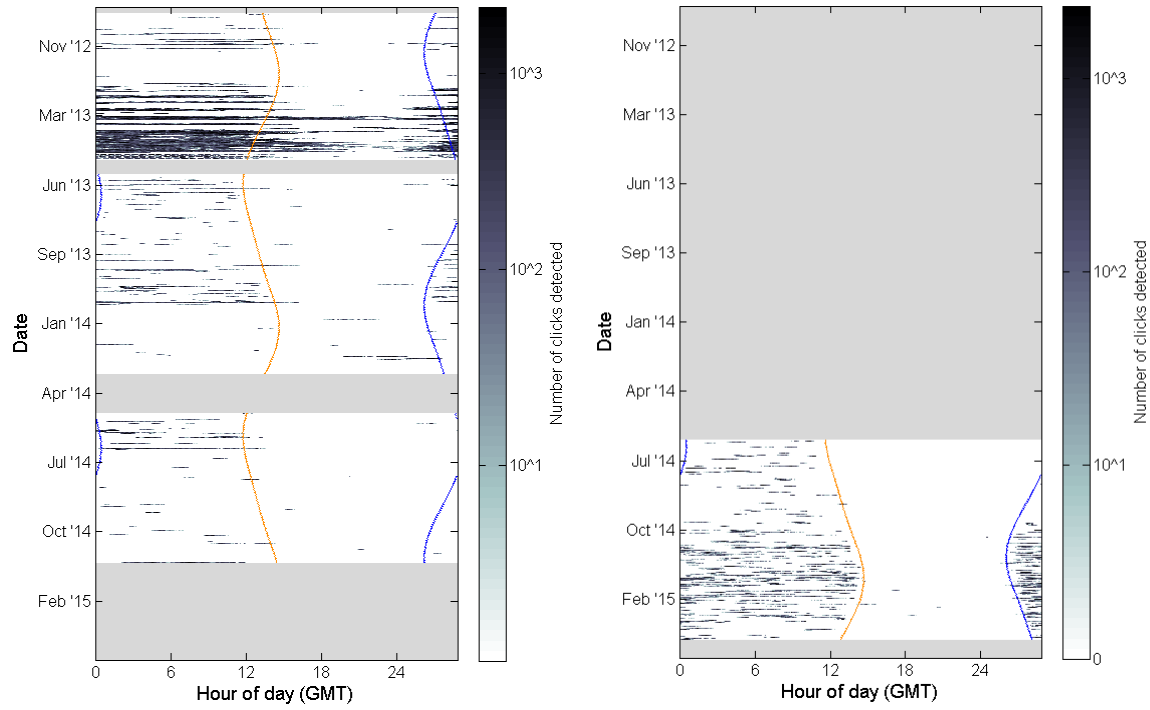 Nov '12
Mar '13
Jun '13
Sep '13
Jan '14
Apr '14
Jul '14
Oct '14
Feb '15
Date
0
6
12
18
24
Hour of day (GMT)
10^3
10^2
10^1
Number of clicks detected
Nov '12
Mar '13
Jun '13
Sep '13
Jan '14
Apr '14
Jul '14
Oct '14
Feb '15
Date
0
6
12
18
24
Hour of day (GMT)
10^3
10^2
10^1
0
Number of clicks detected